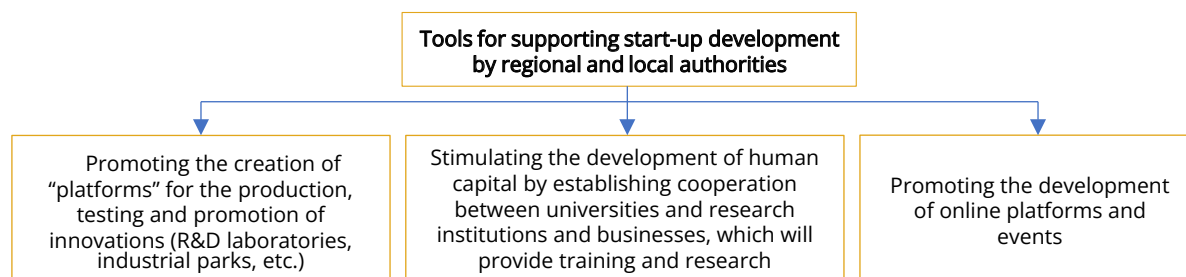 Tools for supporting start-up development
by regional and local authorities
Promoting the creation of
“platforms” for the production,
testing and promotion of
innovations (R&D laboratories,
industrial parks, etc.)
Stimulating the development of human
capital by establishing cooperation
between universities and research
institutions and businesses, which will
provide training and research
Promoting the development
of online platforms and
events